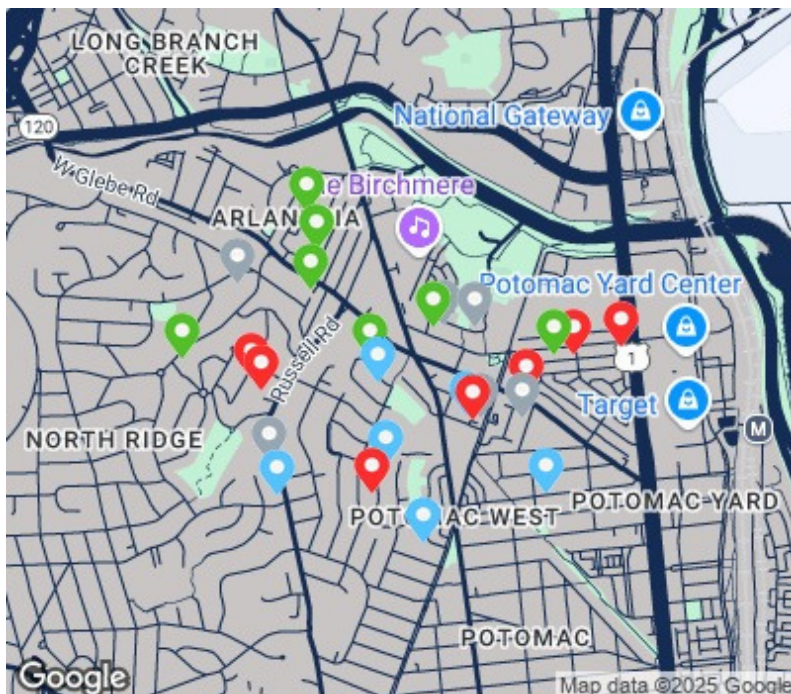 LONG BRANCH
CREEK
National Gateway
120
W Glebe Rd
e Birchmere
ARLAN IA
Potomac Yard Center
Russell Rd
1
Target
M
NORTH RIDGE
POTOMAC YARD
POT MAC WEST
POTOMAC
Google
Map data ©2025 Google